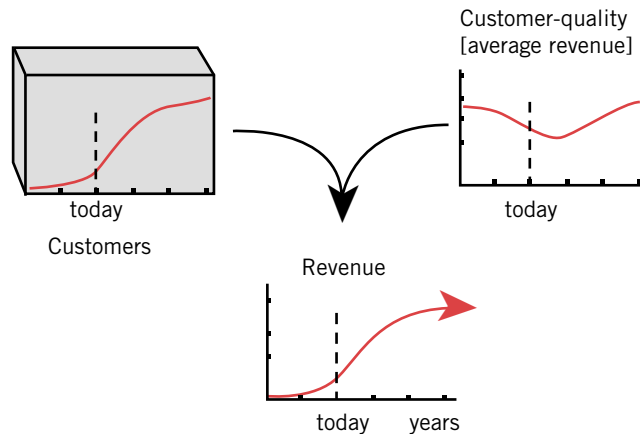 Customer-quality
[average revenue]
today
Customers
today
Revenue
today
years